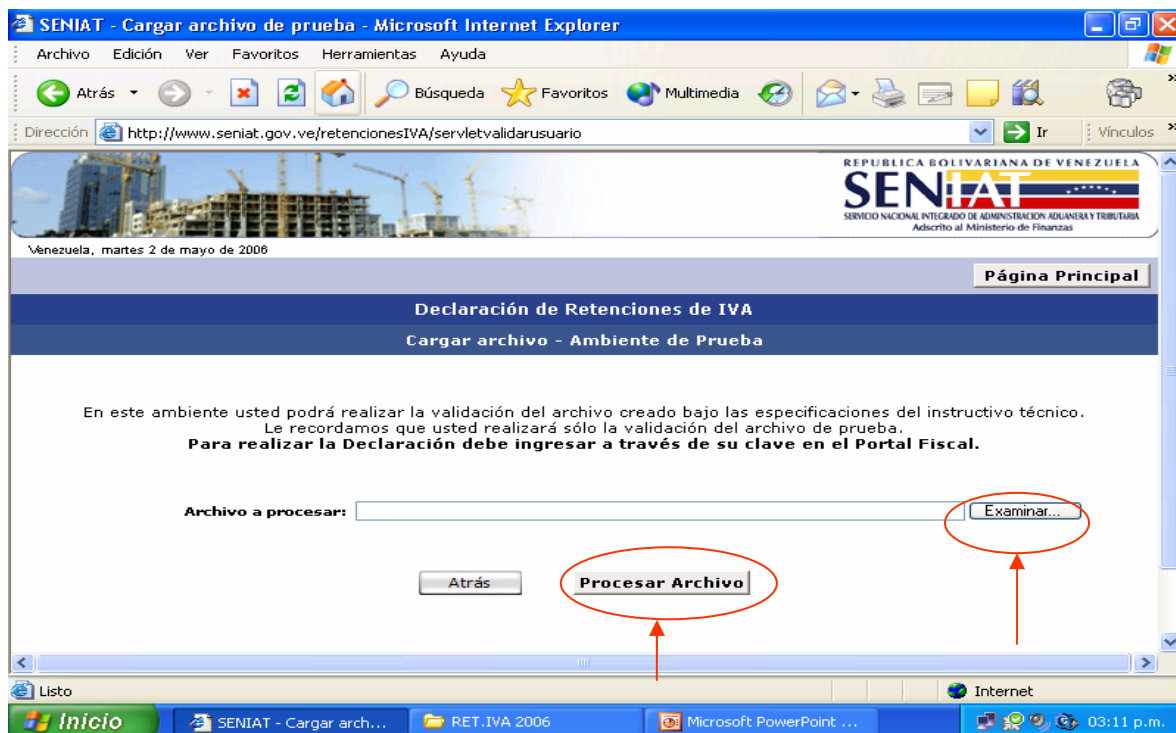 SENIAT - Cargar archivo de prueba - Microsoft Internet Explorer
Archivo Edición Ver Favoritos Herramientas Ayuda
Atrás Búsqueda Favoritos Multimedia
Dirección http://www.seniat.gov.ve/retencionesIVA/servletvalidarusuario Ir Vínculos
REPUBLICA BOLIVARIANA DE VENEZUELA
SENIAT
SERVICIO NACIONAL INTEGRADO DE ADMINISTRACION ADUANERA Y TRIBUTARIA
Adscrito al Ministerio de Finanzas
Venezuela, martes 2 de mayo de 2006
Página Principal
Declaración de Retenciones de IVA
Cargar archivo - Ambiente de Prueba
En este ambiente usted podrá realizar la validación del archivo creado bajo las especificaciones del instructivo técnico.
Le recordamos que usted realizará sólo la validación del archivo de prueba.
Para realizar la Declaración debe ingresar a través de su clave en el Portal Fiscal.
Archivo a procesar: Examinar...
Atrás Procesar Archivo
Listo Internet
Inicio SENIAT - Cargar arch... RET.IVA 2006 Microsoft PowerPoint ... 03:11 p.m.